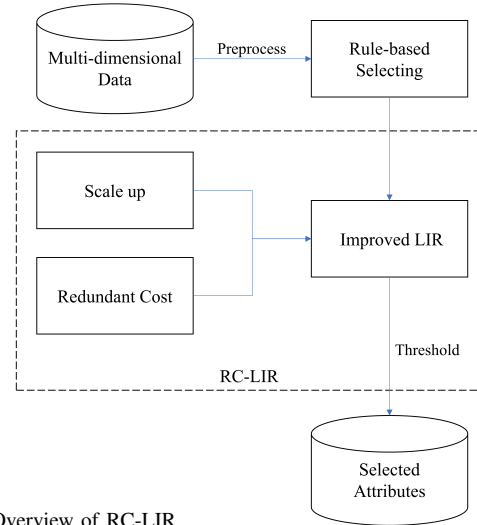 Multi-dimensional
Data
Preprocess
Rule-based
Selecting
Scale up
Improved LIR
Redundant Cost
Threshold
RC-LIR
Selected
Attributes
Overview of RC-LIR